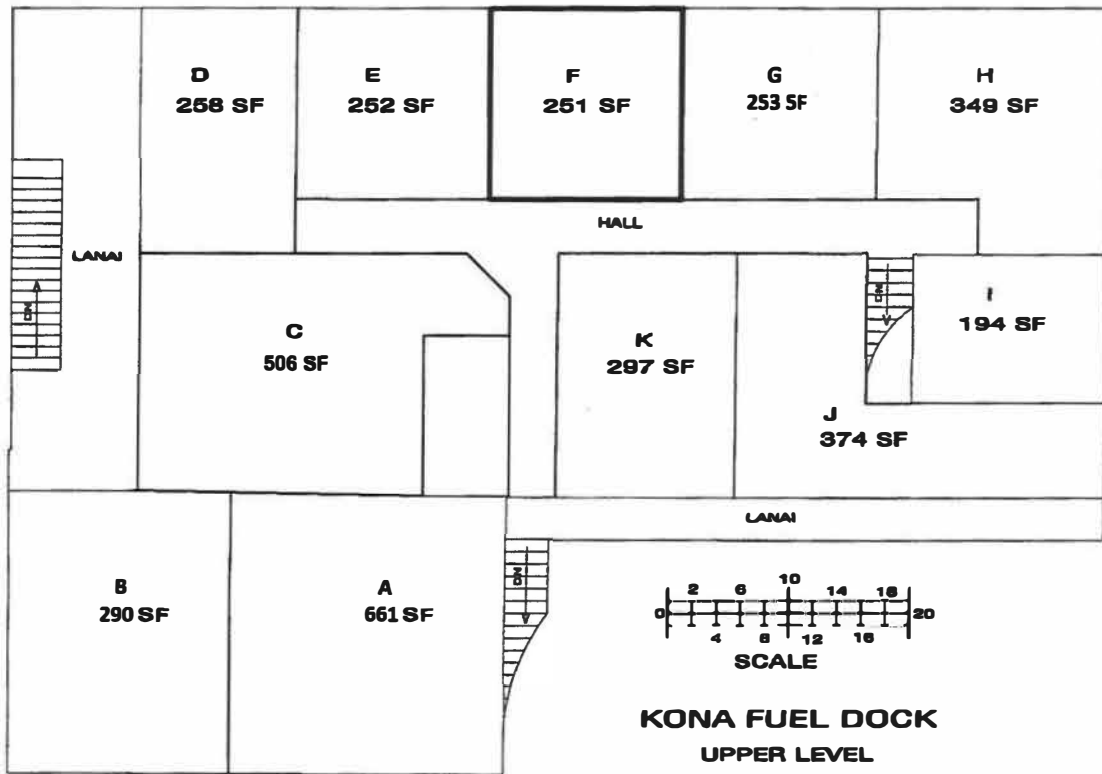 D
258 SF
E
252 SF
F
251 SF
G
253 SF
H
349 SF
HALL
LANAI
DN
C
506 SF
K
297 SF
DN
I
194 SF
J
374 SF
LANAI
B
290 SF
A
661 SF
DN
0 2 4 6 8 10 12 14 16 18 20
SCALE
KONA FUEL DOCK
UPPER LEVEL